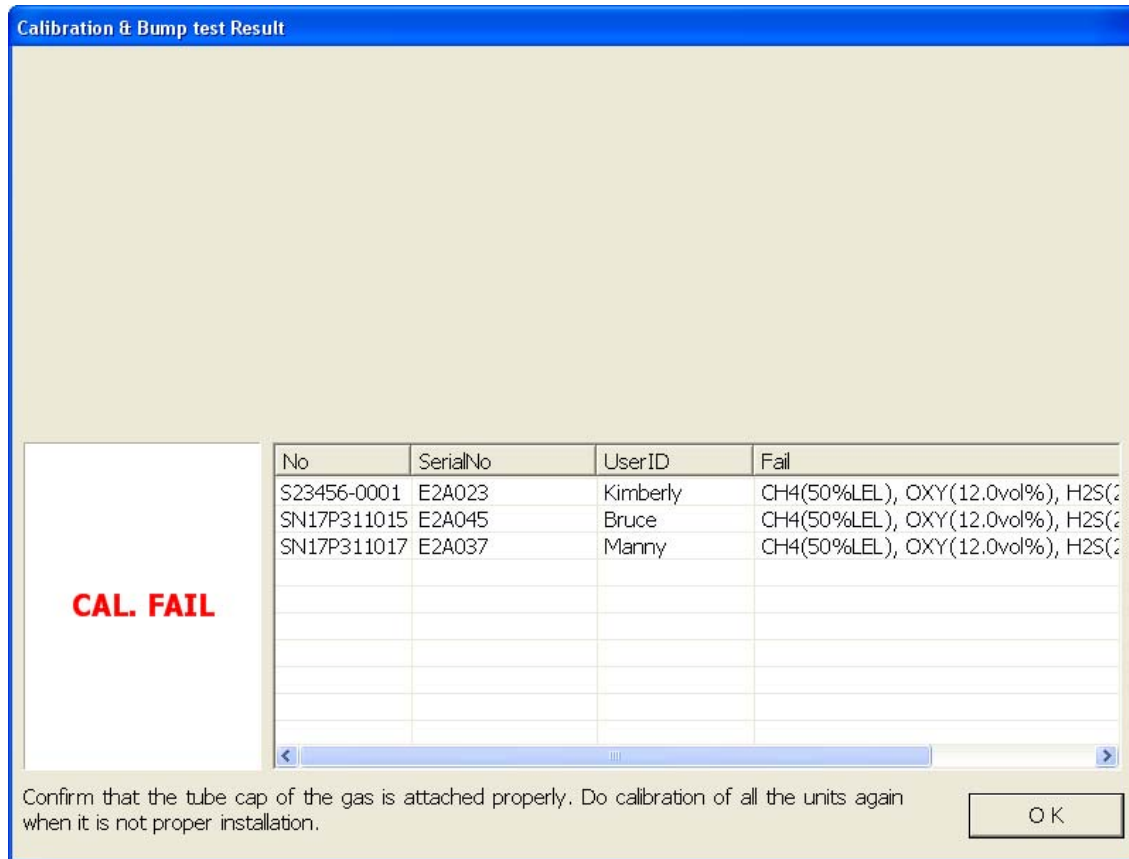 Calibration & Bump test Result
No SerialNo UserID Fail
S23456-0001 E2A023 Kimberly CH4(50%LEL), OXY(12.0vol%), H2S(2
SN17P311015 E2A045 Bruce CH4(50%LEL), OXY(12.0vol%), H2S(2
SN17P311017 E2A037 Manny CH4(50%LEL), OXY(12.0vol%), H2S(2
CAL. FAIL
Confirm that the tube cap of the gas is attached properly. Do calibration of all the units again
when it is not proper installation.
OK